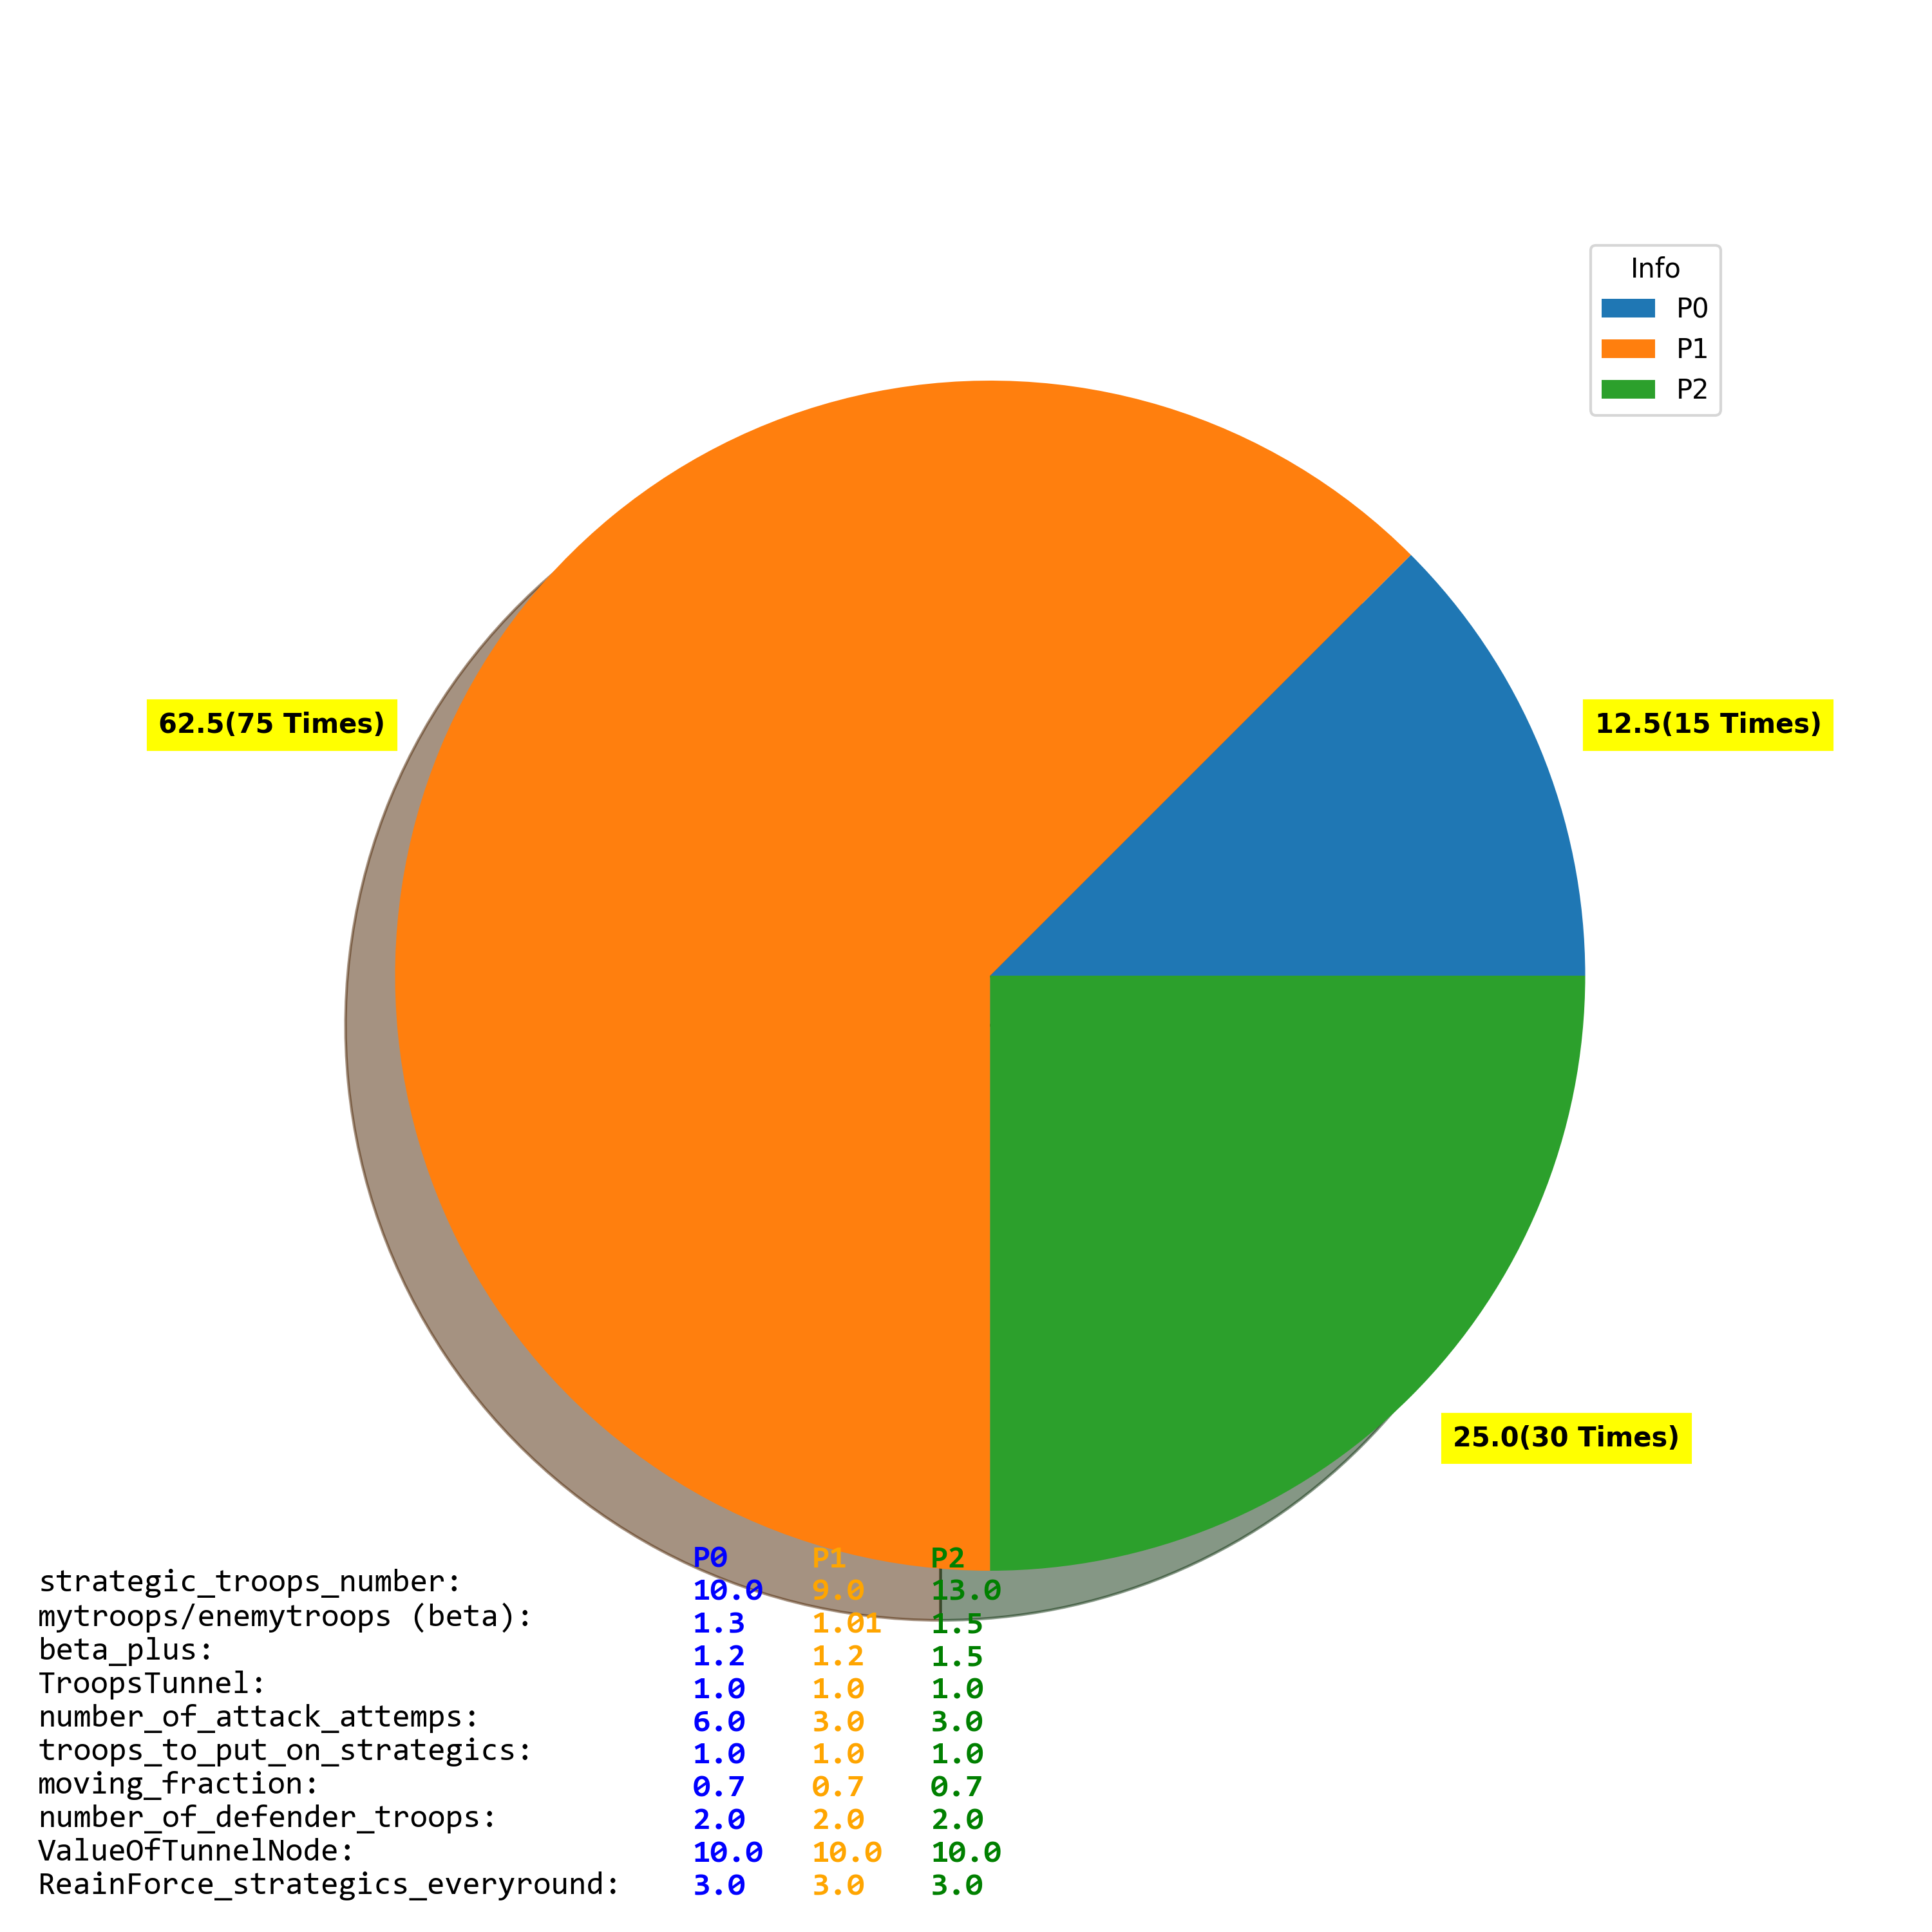 Info
P0
P1
P2
62.5(75 Times)
12.5(15 Times)
25.0(30 Times)
P0 P1 P2
strategic_troops_number: 10.0 9.0 13.0
mytroops/enemytroops (beta): 1.3 1.01 1.5
beta_plus: 1.2 1.2 1.5
TroopsTunnel: 1.0 1.0 1.0
number_of_attack_attemps: 6.0 3.0 3.0
troops_to_put_on_strategics: 1.0 1.0 1.0
moving_fraction: 0.7 0.7 0.7
number_of_defender_troops: 2.0 2.0 2.0
ValueOfTunnelNode: 10.0 10.0 10.0
ReainForce_strategics_everyround: 3.0 3.0 3.0